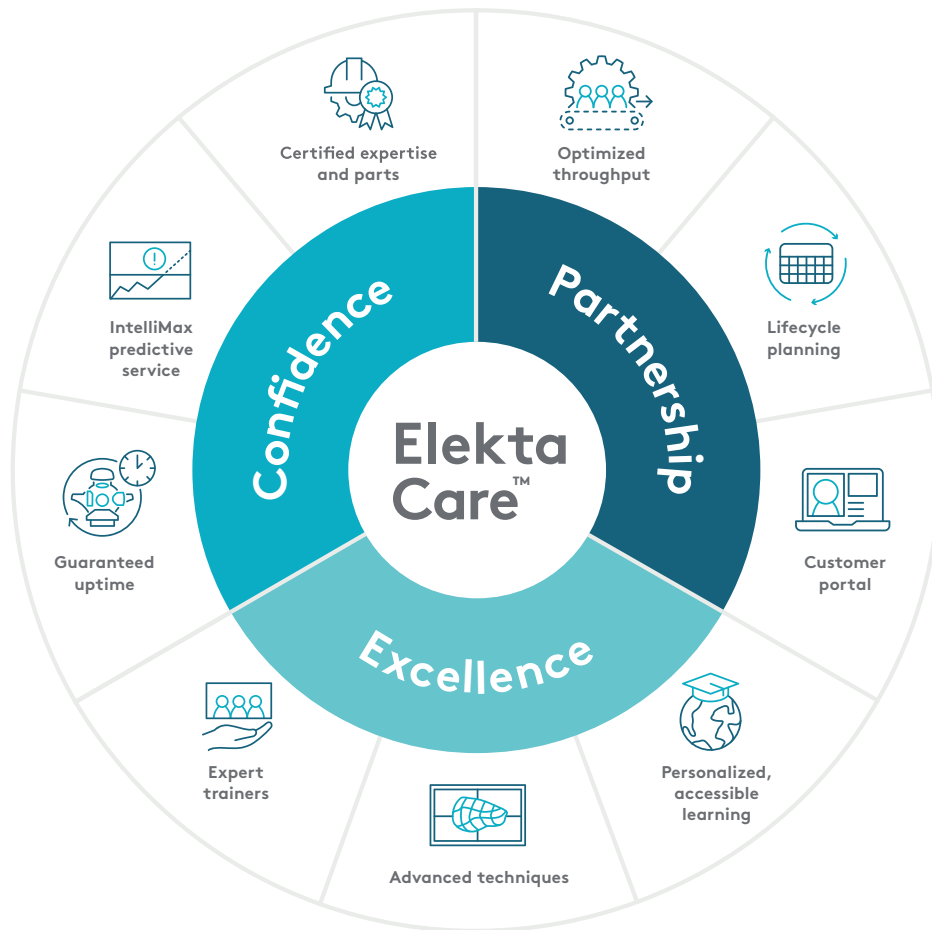 Certified expertise
and parts
Optimized
throughput
IntelliMax
predictive
service
Lifecycle
planning
Confidence
Partnership
Elekta
Care™
Guaranteed
uptime
Customer
portal
Excellence
Expert
trainers
Personalized,
accessible
learning
Advanced techniques